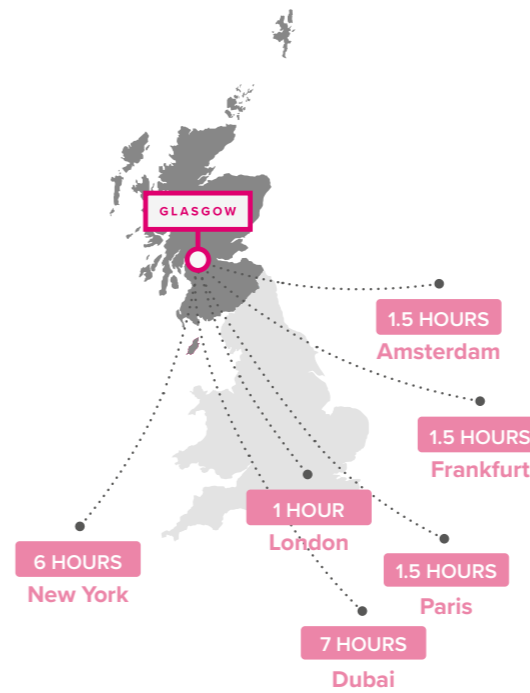 GLASGOW
1.5 HOURS
Amsterdam
1.5 HOURS
Frankfurt
1 HOUR
London
6 HOURS
New York
1.5 HOURS
Paris
7 HOURS
Dubai